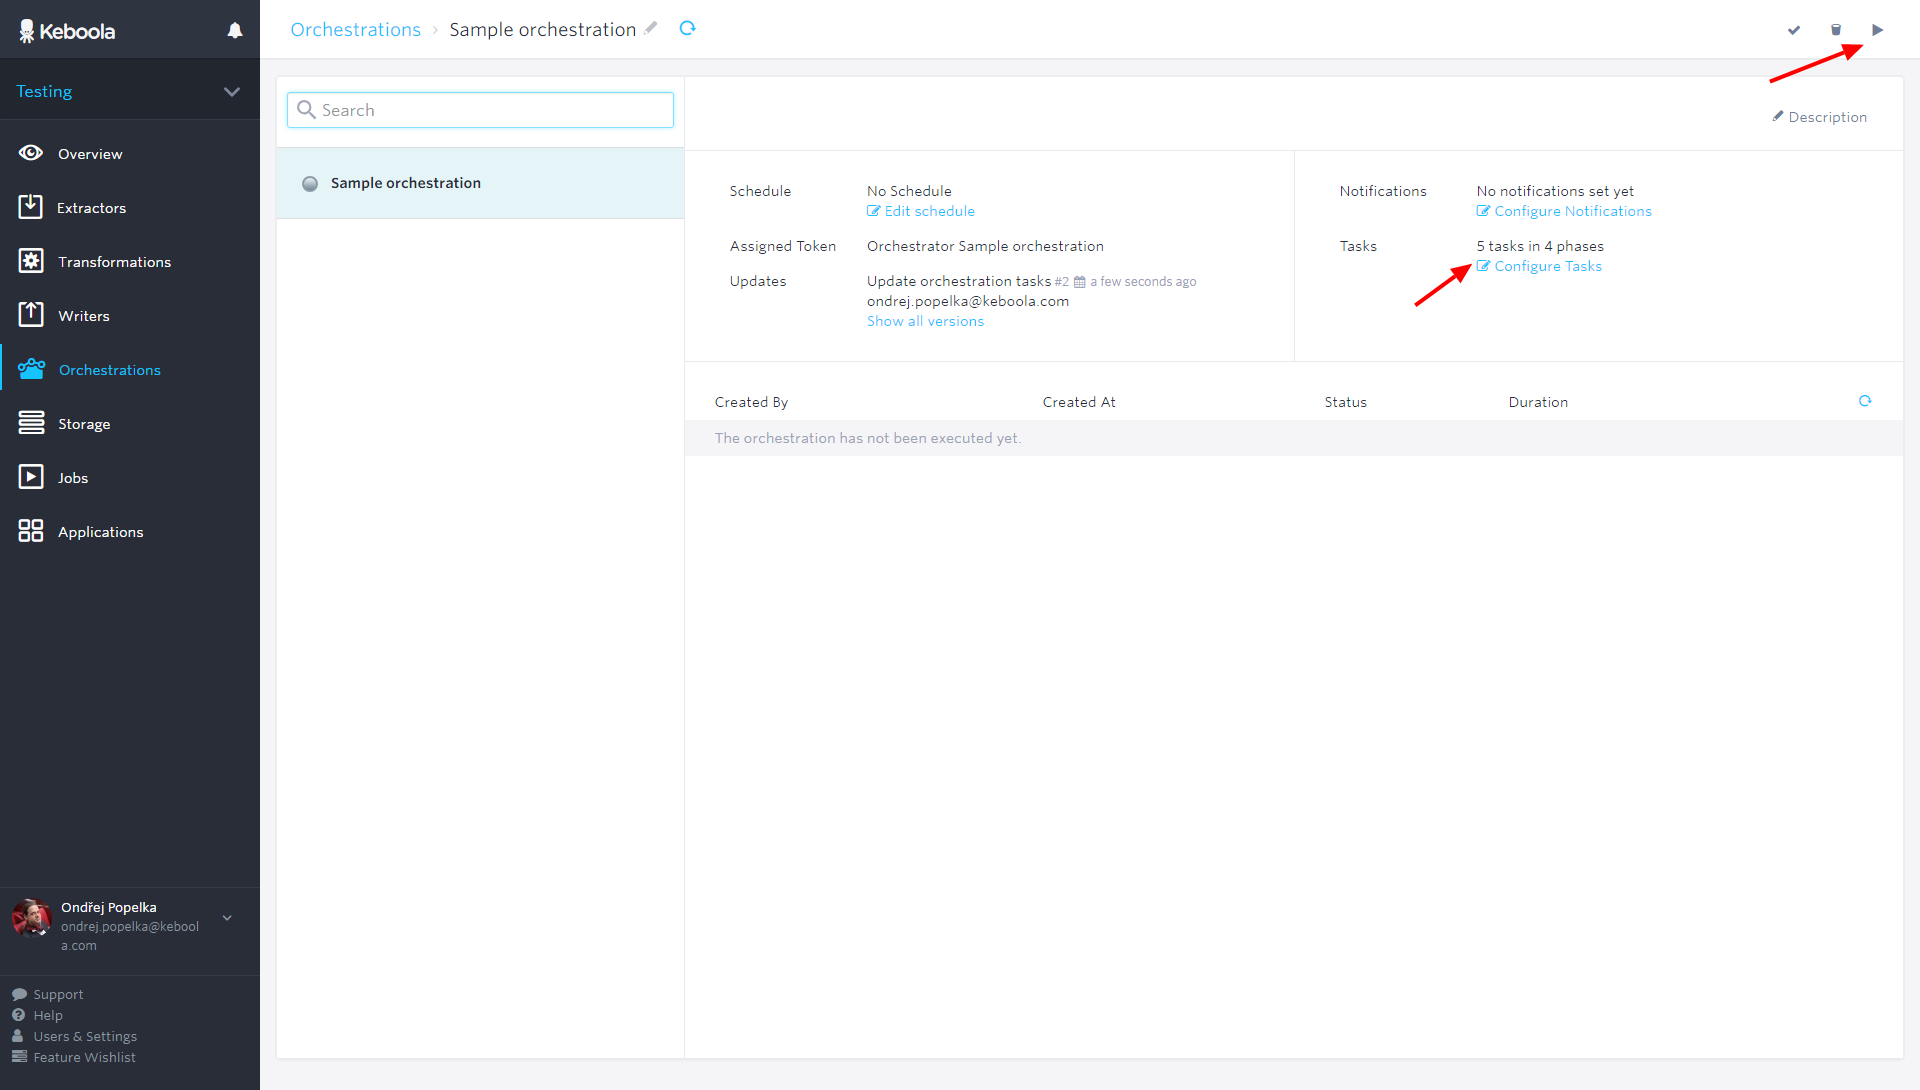 Keboola
Testing
Overview
Extractors
Transformations
Writers
Orchestrations
Storage
Jobs
Applications
Ondřej Popelka
ondrej.popelka@kebool
a.com
Support
Help
Users & Settings
Feature Wishlist
Orchestrations › Sample orchestration
Search
Sample orchestration
Description
Schedule No Schedule
Edit schedule
Assigned Token Orchestrator Sample orchestration
Updates Update orchestration tasks #2 a few seconds ago
ondrej.popelka@keboola.com
Show all versions
Notifications No notifications set yet
Configure Notifications
Tasks 5 tasks in 4 phases
Configure Tasks
Created By Created At Status Duration
The orchestration has not been executed yet.